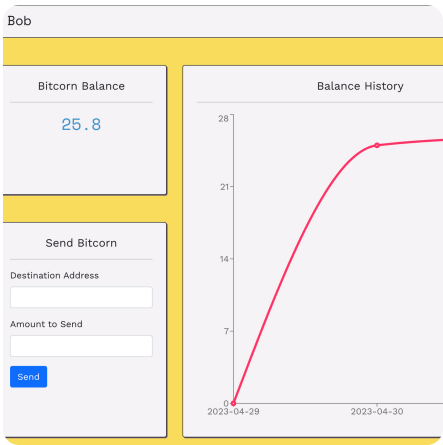 Bob
Bitcorn Balance
25.8
Send Bitcorn
Destination Address
Amount to Send
Send
Balance History
28
21
14
7
0
2023-04-29
2023-04-30